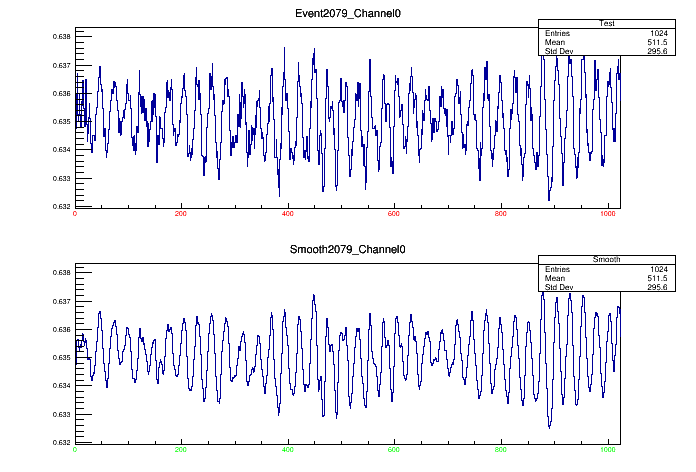 Event2079_Channel0
Test
Entries 1024
Mean 511.5
Std Dev 295.6
0.638
0.637
0.636
0.635
0.634
0.633
0.632
0 200 400 600 800 1000
Smooth2079_Channel0
Smooth
Entries 1024
Mean 511.5
Std Dev 295.6
0.638
0.637
0.636
0.635
0.634
0.633
0.632
0 200 400 600 800 1000